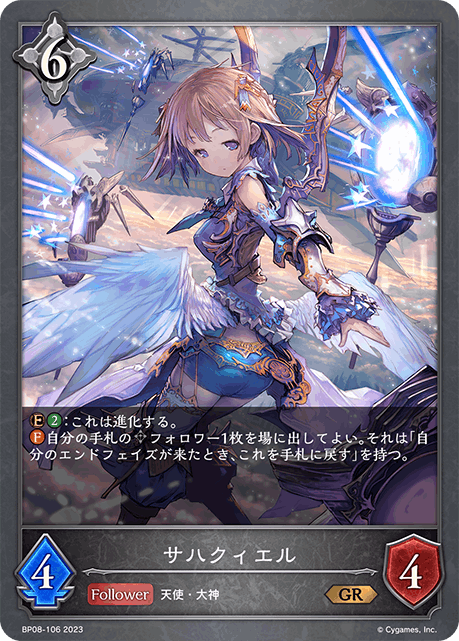 6
E 2:これは進化する。
F 自分の手札のフォロワー1枚を場に出してよい。それは「自
分のエンドフェイズが来たとき、これを手札に戻す」を持つ。
サハクィエル
4 Follower 天使・大神 GR 4
BP08-106 2023 © Cygames, Inc.